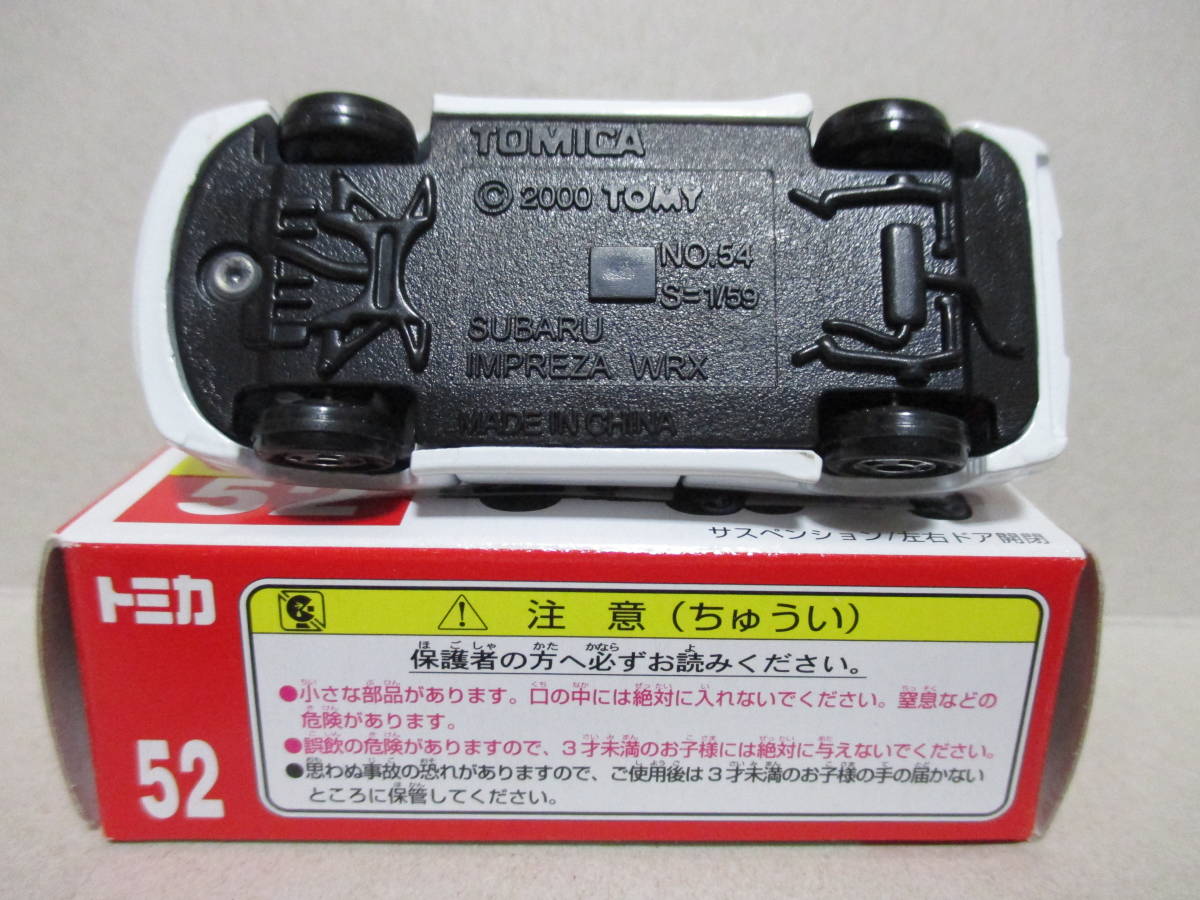 TOMICA
© 2000 TOMY
NO.54
S=1/59
SUBARU
IMPREZA WRX
MADE IN CHINA
52
サスペンション/左右ドア開閉
トミカ
52
注意(ちゅうい)
保護者の方へ必ずお読みください。
●小さな部品があります。口の中には絶対に入れないでください。窒息などの
危険があります。
●誤飲の危険がありますので、3才未満のお子様には絶対に与えないでください。
●思わぬ事故の恐れがありますので、ご使用後は3才未満のお子様の手の届かない
ところに保管してください。